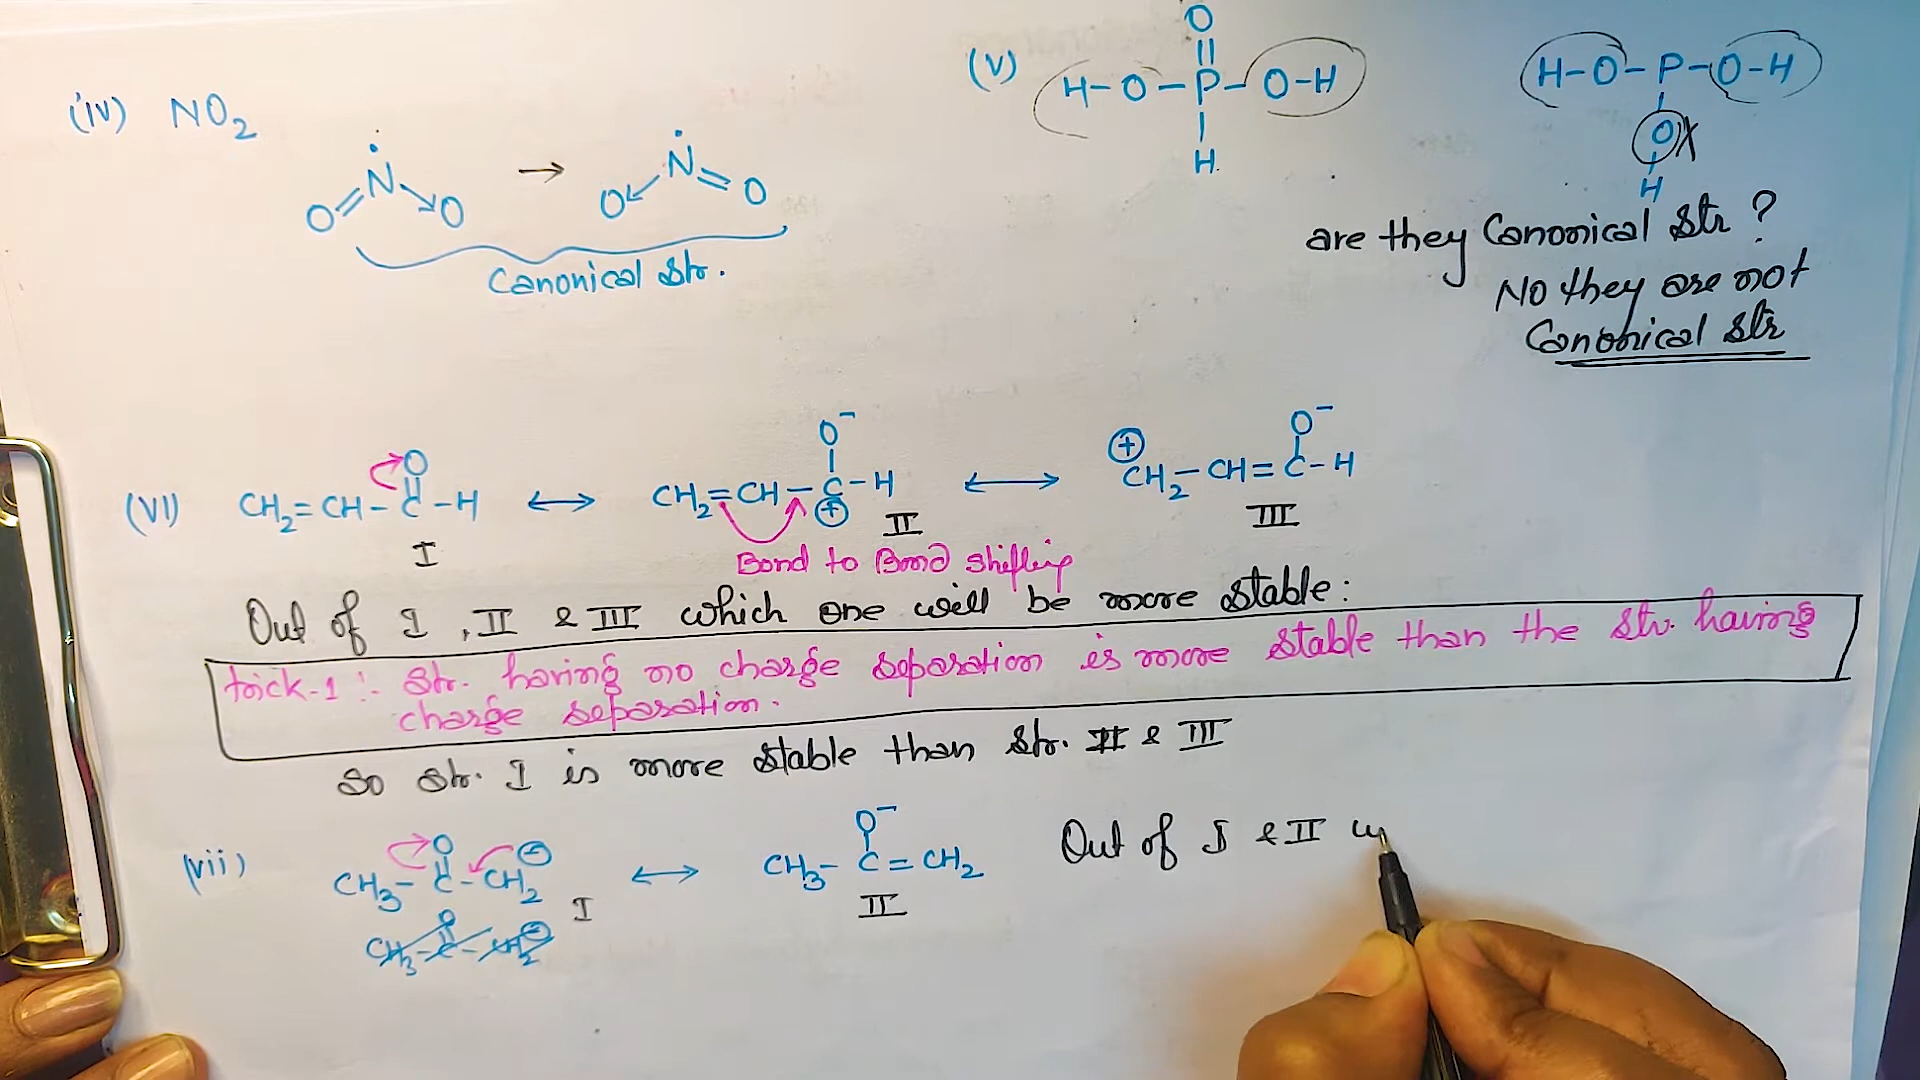 (iv) NO2
O=N→O → O←N=O
Canonical Str.
(V) H-O-P-O-H
O
H
H-O-P-O-H
O
H
are they Canonical Str ?
No they are not
Canonical Str
(VI) CH2=CH-C-H ↔ CH2=CH-C-H ↔ CH2-CH=C-H
O O- O-
⊕ ⊕
I II III
Bond to Bond Shifting
Out of I, II & III which one will be more stable:
trick-1 :- Str. having no charge separation is more stable than the Str. having
charge separation.
So Str. I is more stable than Str. II & III
(vii) CH3-C-CH2 ↔ CH3-C=CH2 Out of I & II w
O ⊖ O-
I II